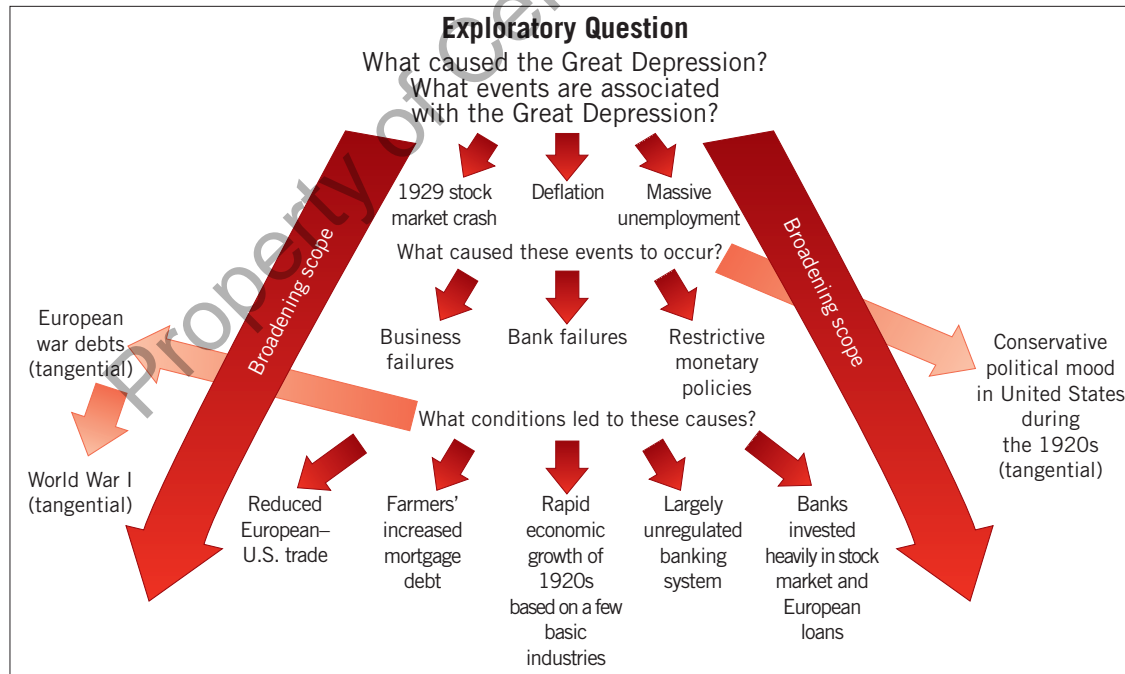 Exploratory Question
What caused the Great Depression?
What events are associated
with the Great Depression?
1929 stock
market crash
Deflation
Massive
unemployment
What caused these events to occur?
Broadening scope
Broadening scope
European
war debts
(tangential)
Business
failures
Bank failures
Restrictive
monetary
policies
Conservative
political mood
in United States
during
the 1920s
(tangential)
What conditions led to these causes?
World War I
(tangential)
Reduced
European–
U.S. trade
Farmers'
increased
mortgage
debt
Rapid
economic
growth of
1920s
based on a few
basic
industries
Largely
unregulated
banking
system
Banks
invested
heavily in stock
market and
European
loans
Property of